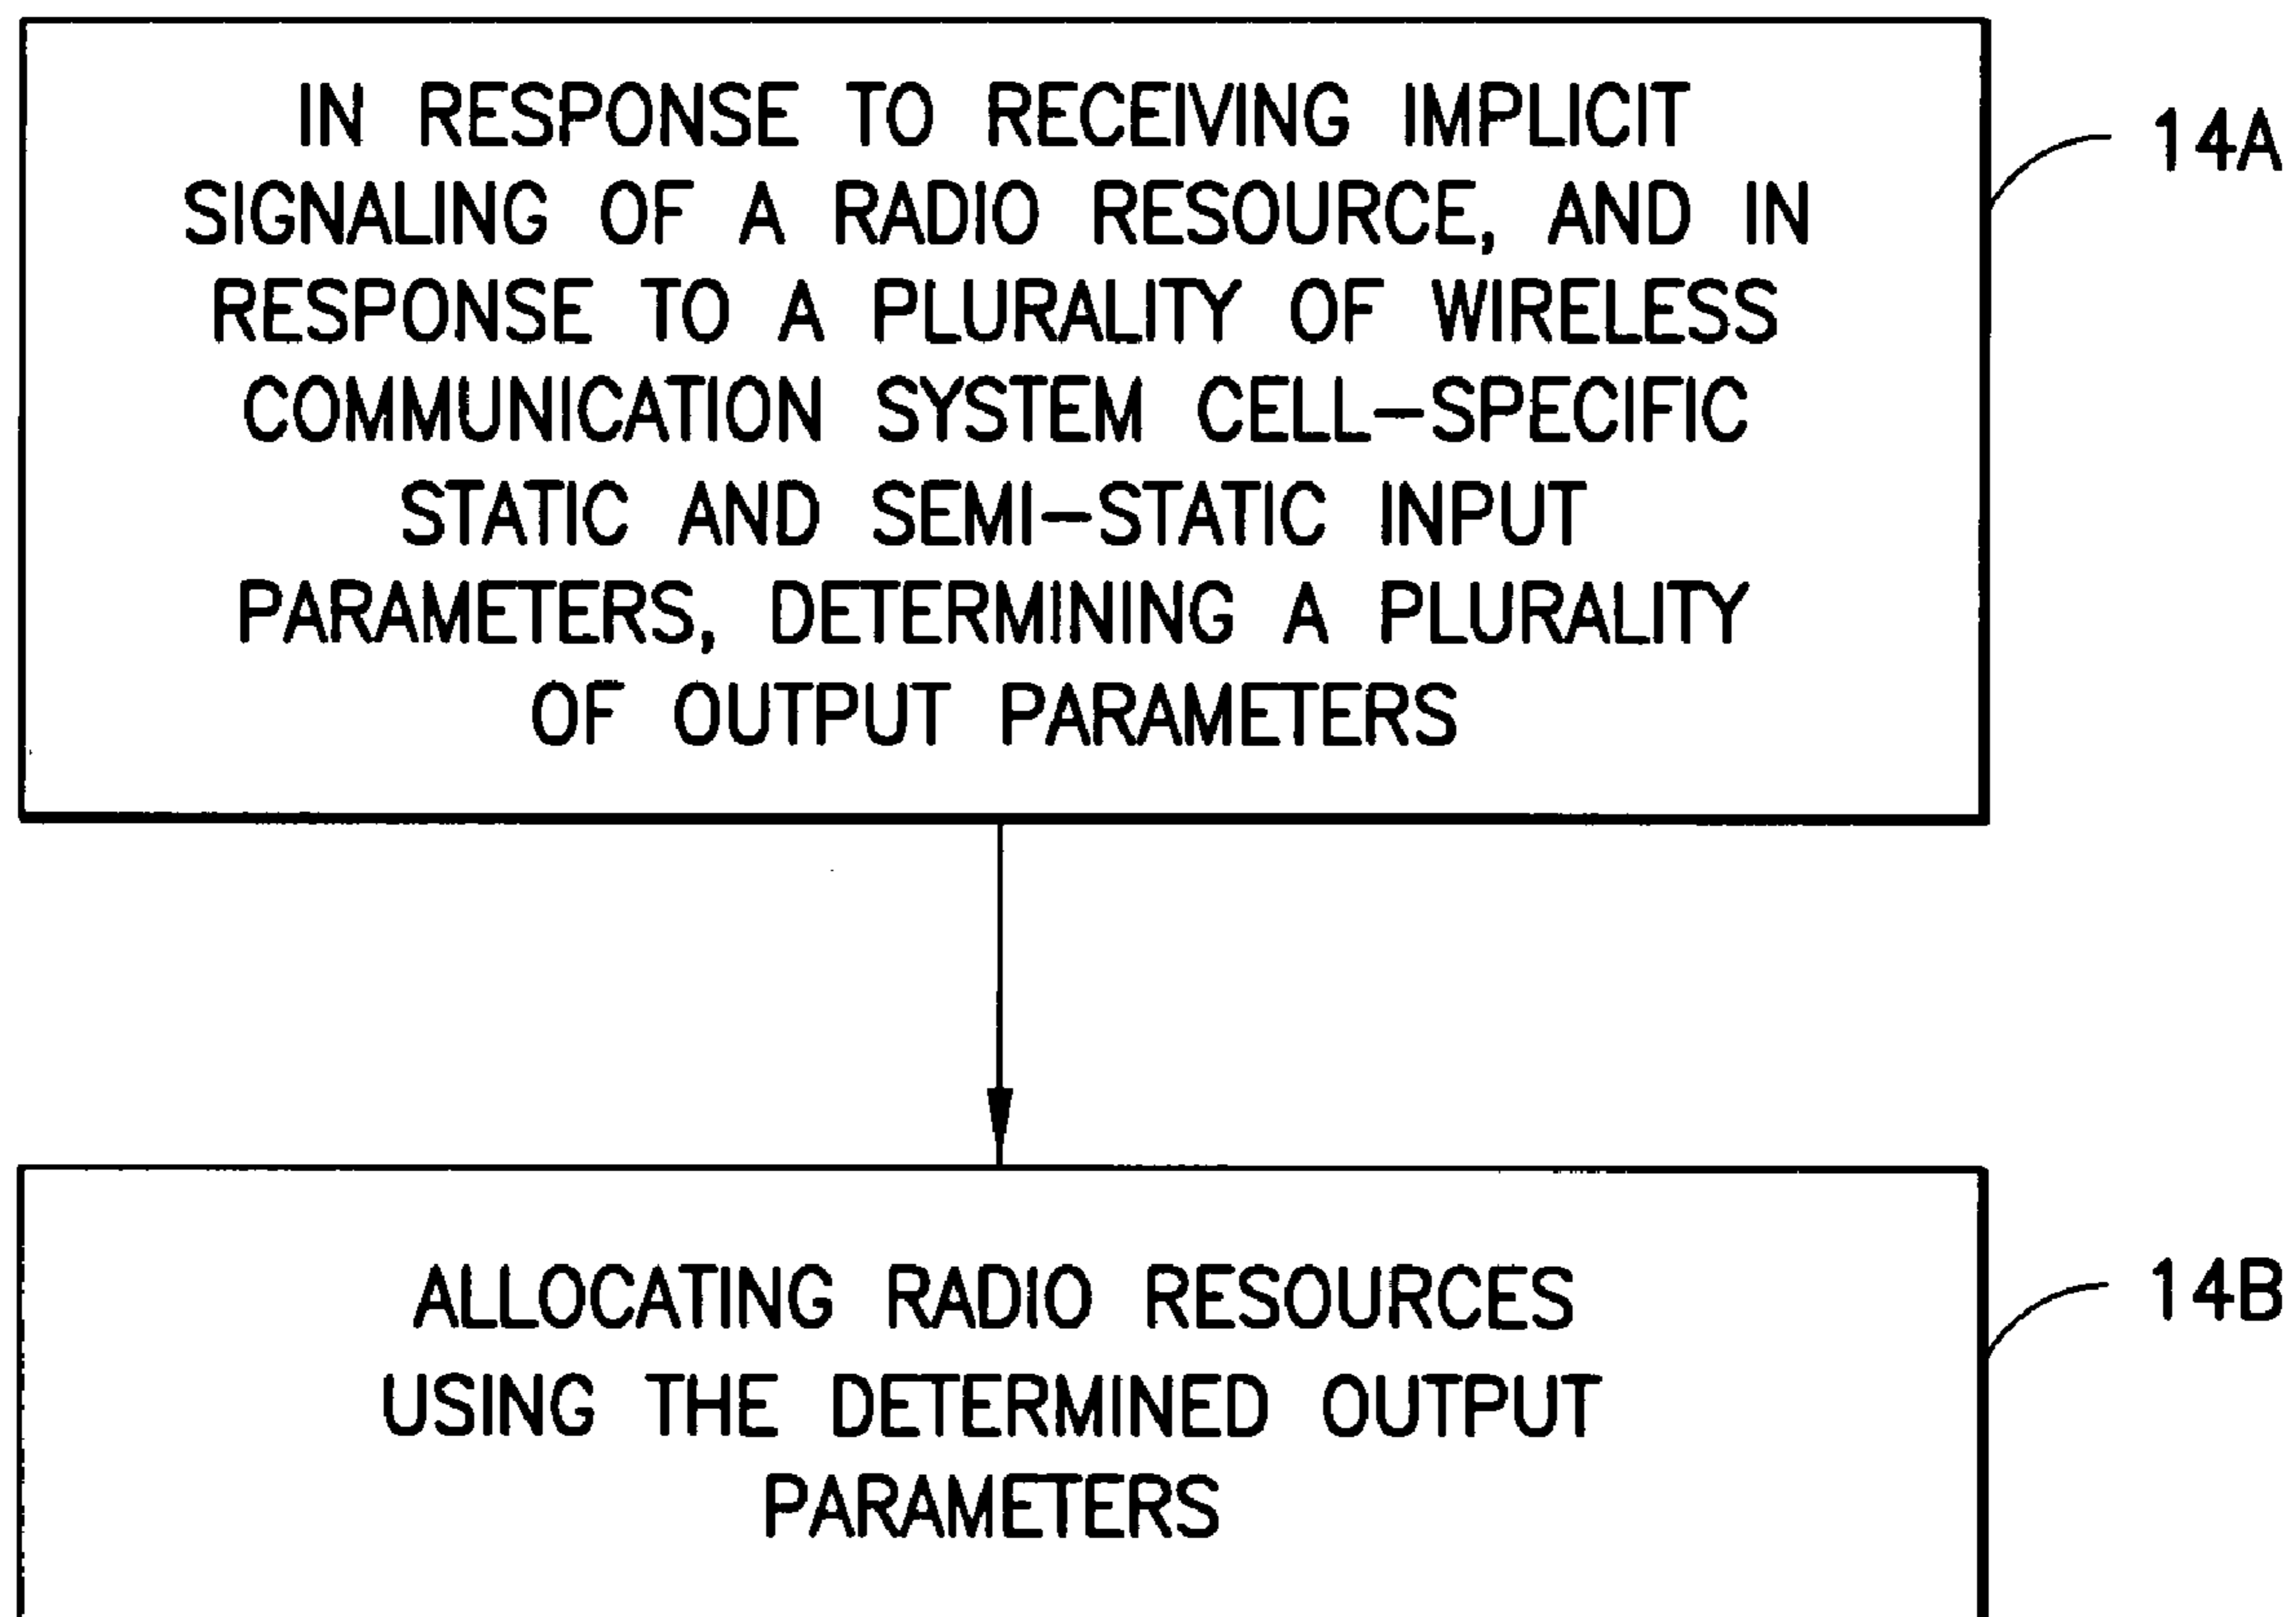 IN RESPONSE TO RECEIVING IMPLICIT
SIGNALING OF A RADIO RESOURCE, AND IN
RESPONSE TO A PLURALITY OF WIRELESS
COMMUNICATION SYSTEM CELL–SPECIFIC
STATIC AND SEMI–STATIC INPUT
PARAMETERS, DETERMINING A PLURALITY
OF OUTPUT PARAMETERS
14A
ALLOCATING RADIO RESOURCES
USING THE DETERMINED OUTPUT
PARAMETERS
14B